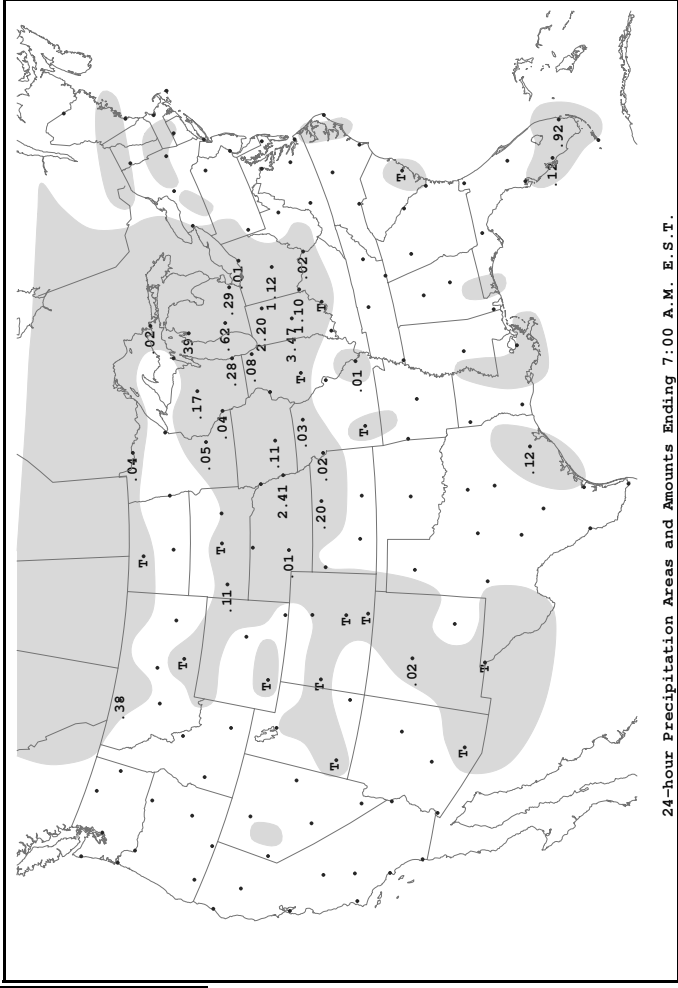 .38
.04
T
.02
T
.39
.17
.05
T
.04
.11
.28
.62
.29
.01
.08
2.20
T
1.12
.11
2.41
.01
3.47
1.10
T
.03
.02
T
.20
.02
T
T
T
.01
T
T
T
.02
T
T
.12
.12
.92
24-hour Precipitation Areas and Amounts Ending 7:00 A.M. E.S.T.